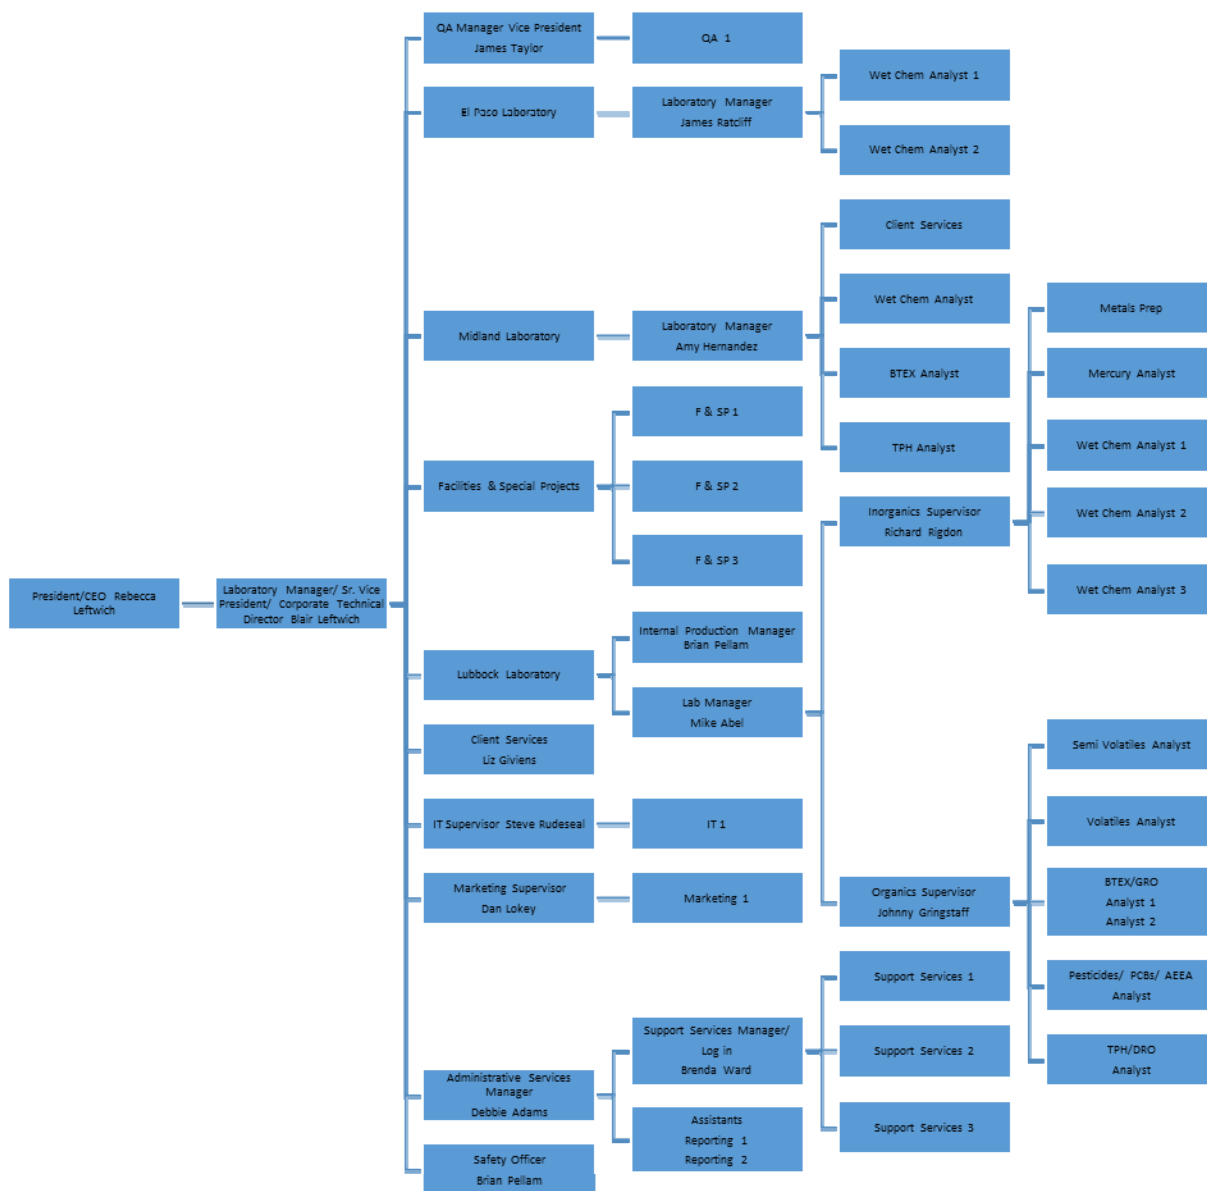 President/CEO Rebecca
Leftwich
Laboratory Manager/ Sr. Vice
President/ Corporate Technical
Director Blair Leftwich
QA Manager Vice President
James Taylor
QA 1
El Paso Laboratory
Laboratory Manager
James Ratcliff
Wet Chem Analyst 1
Wet Chem Analyst 2
Midland Laboratory
Laboratory Manager
Amy Hernandez
Client Services
Wet Chem Analyst
BTEX Analyst
TPH Analyst
Facilities & Special Projects
F & SP 1
F & SP 2
F & SP 3
Lubbock Laboratory
Internal Production Manager
Brian Pellam
Lab Manager
Mike Abel
Inorganics Supervisor
Richard Rigdon
Metals Prep
Mercury Analyst
Wet Chem Analyst 1
Wet Chem Analyst 2
Wet Chem Analyst 3
Organics Supervisor
Johnny Gringstaff
Semi Volatiles Analyst
Volatiles Analyst
BTEX/GRO
Analyst 1
Analyst 2
Pesticides/ PCBs/ AEEA
Analyst
TPH/DRO
Analyst
Client Services
Liz Giviens
IT Supervisor Steve Rudeseal
IT 1
Marketing Supervisor
Dan Lokey
Marketing 1
Administrative Services
Manager
Debbie Adams
Support Services Manager/
Log in
Brenda Ward
Support Services 1
Support Services 2
Support Services 3
Assistants
Reporting 1
Reporting 2
Safety Officer
Brian Pellam